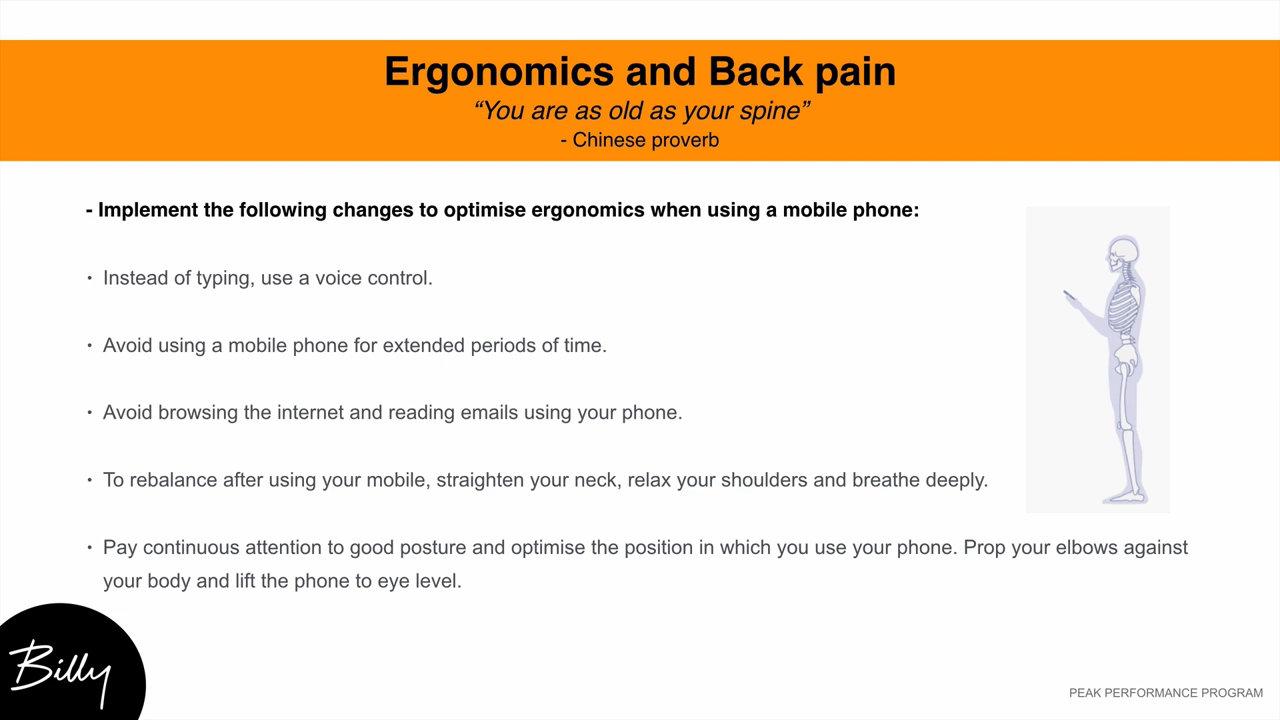 Ergonomics and Back pain
“You are as old as your spine”
- Chinese proverb
- Implement the following changes to optimise ergonomics when using a mobile phone:
• Instead of typing, use a voice control.
• Avoid using a mobile phone for extended periods of time.
• Avoid browsing the internet and reading emails using your phone.
• To rebalance after using your mobile, straighten your neck, relax your shoulders and breathe deeply.
• Pay continuous attention to good posture and optimise the position in which you use your phone. Prop your elbows against
your body and lift the phone to eye level.
Billy
PEAK PERFORMANCE PROGRAM